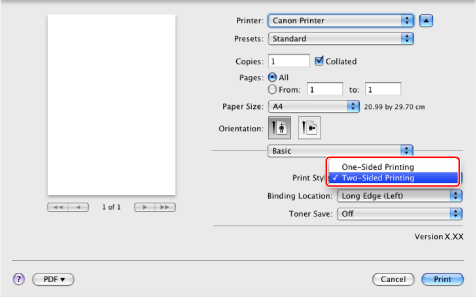 Printer: Canon Printer
Presets: Standard
Copies: 1 Collated
Pages: All
From: 1 to: 1
Paper Size: A4 20.99 by 29.70 cm
Orientation:
Basic
One-Sided Printing
Print Style ✓ Two-Sided Printing
Binding Location: Long Edge (Left)
1 of 1
Toner Save: Off
Version X.XX
? PDF ▾ Cancel Print